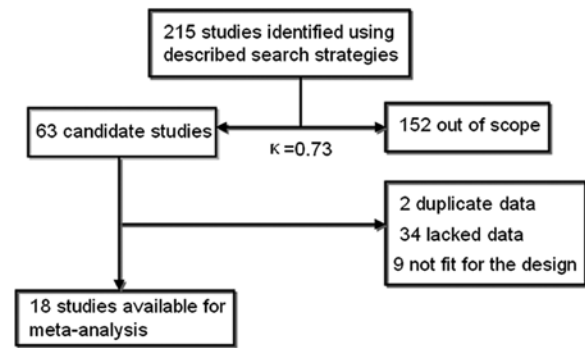 215 studies identified using
described search strategies
63 candidate studies
152 out of scope
κ=0.73
2 duplicate data
34 lacked data
9 not fit for the design
18 studies available for
meta-analysis